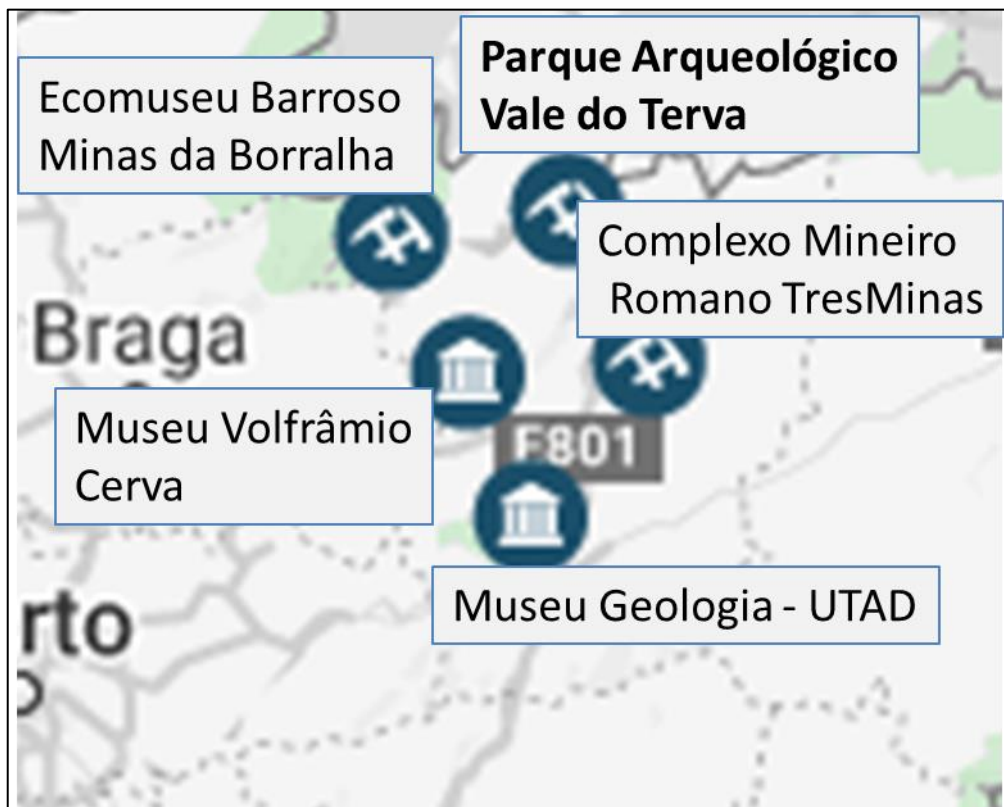 Parque Arqueológico
Vale do Terva
Ecomuseu Barroso
Minas da Borralha
Complexo Mineiro
Romano TresMinas
Braga
Museu Volfrâmio
Cerva
E801
Museu Geologia - UTAD
rto